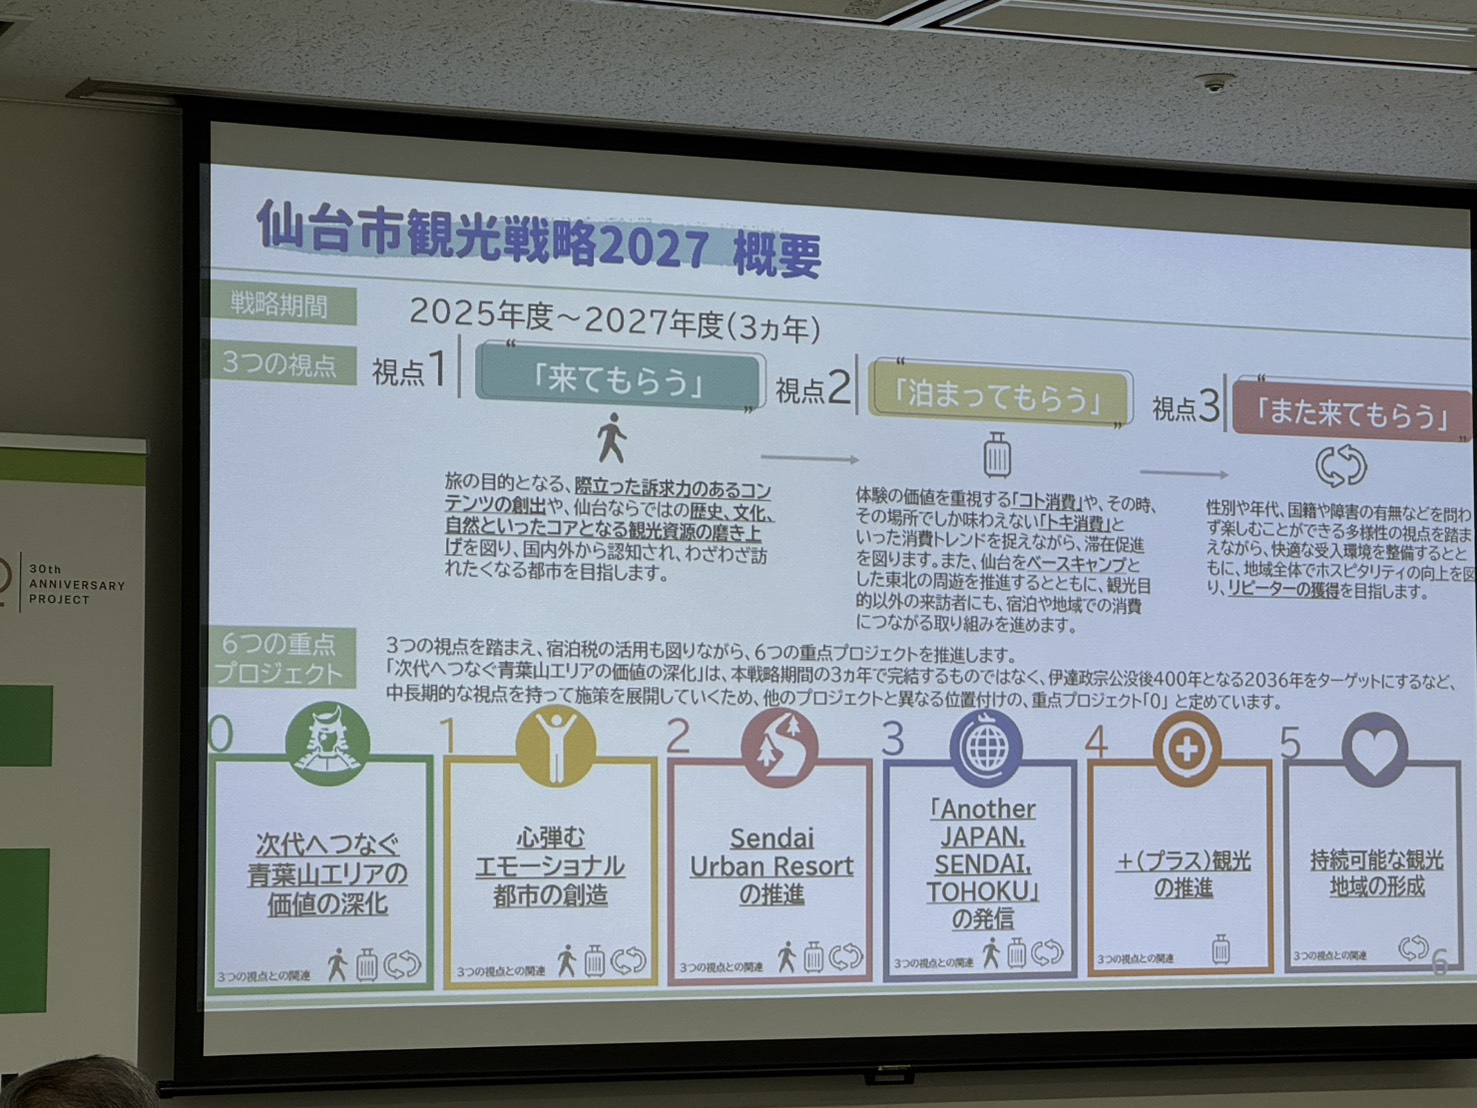 仙台市観光戦略2027 概要
戦略期間
2025年度～2027年度(3ヵ年)
3つの視点
視点1
「来てもらう」
視点2
「泊まってもらう」
視点3
「また来てもらう」
旅の目的となる、際立った訴求力のあるコン
テンツの創出や、仙台ならではの歴史、文化、
自然といったコアとなる観光資源の磨き上
げを図り、国内外から認知され、わざわざ訪
れたくなる都市を目指します。
体験の価値を重視する「コト消費」や、その時、
その場所でしか味わえない「トキ消費」と
いった消費トレンドを捉えながら、滞在促進
を図ります。また、仙台をベースキャンプと
した東北の周遊を推進するとともに、観光目
的以外の来訪者にも、宿泊や地域での消費
につながる取り組みを進めます。
性別や年代、国籍や障害の有無などを問わ
ず楽しむことができる多様性の視点を踏ま
えながら、快適な受入環境を整備するとと
もに、地域全体でホスピタリティの向上を図
り、リピーターの獲得を目指します。
6つの重点
プロジェクト
3つの視点を踏まえ、宿泊税の活用も図りながら、6つの重点プロジェクトを推進します。
「次代へつなぐ青葉山エリアの価値の深化」は、本戦略期間の3ヵ年で完結するものではなく、伊達政宗公没後400年となる2036年をターゲットにするなど、
中長期的な視点を持って施策を展開していくため、他のプロジェクトと異なる位置付けの、重点プロジェクト「0」と定めています。
0
次代へつなぐ
青葉山エリアの
価値の深化
3つの視点との関連
1
心弾む
エモーショナル
都市の創造
3つの視点との関連
2
Sendai
Urban Resort
の推進
3つの視点との関連
3
「Another
JAPAN,
SENDAI,
TOHOKU」
の発信
3つの視点との関連
4
+(プラス)観光
の推進
3つの視点との関連
5
持続可能な観光
地域の形成
3つの視点との関連
6
30th
ANNIVERSARY
PROJECT